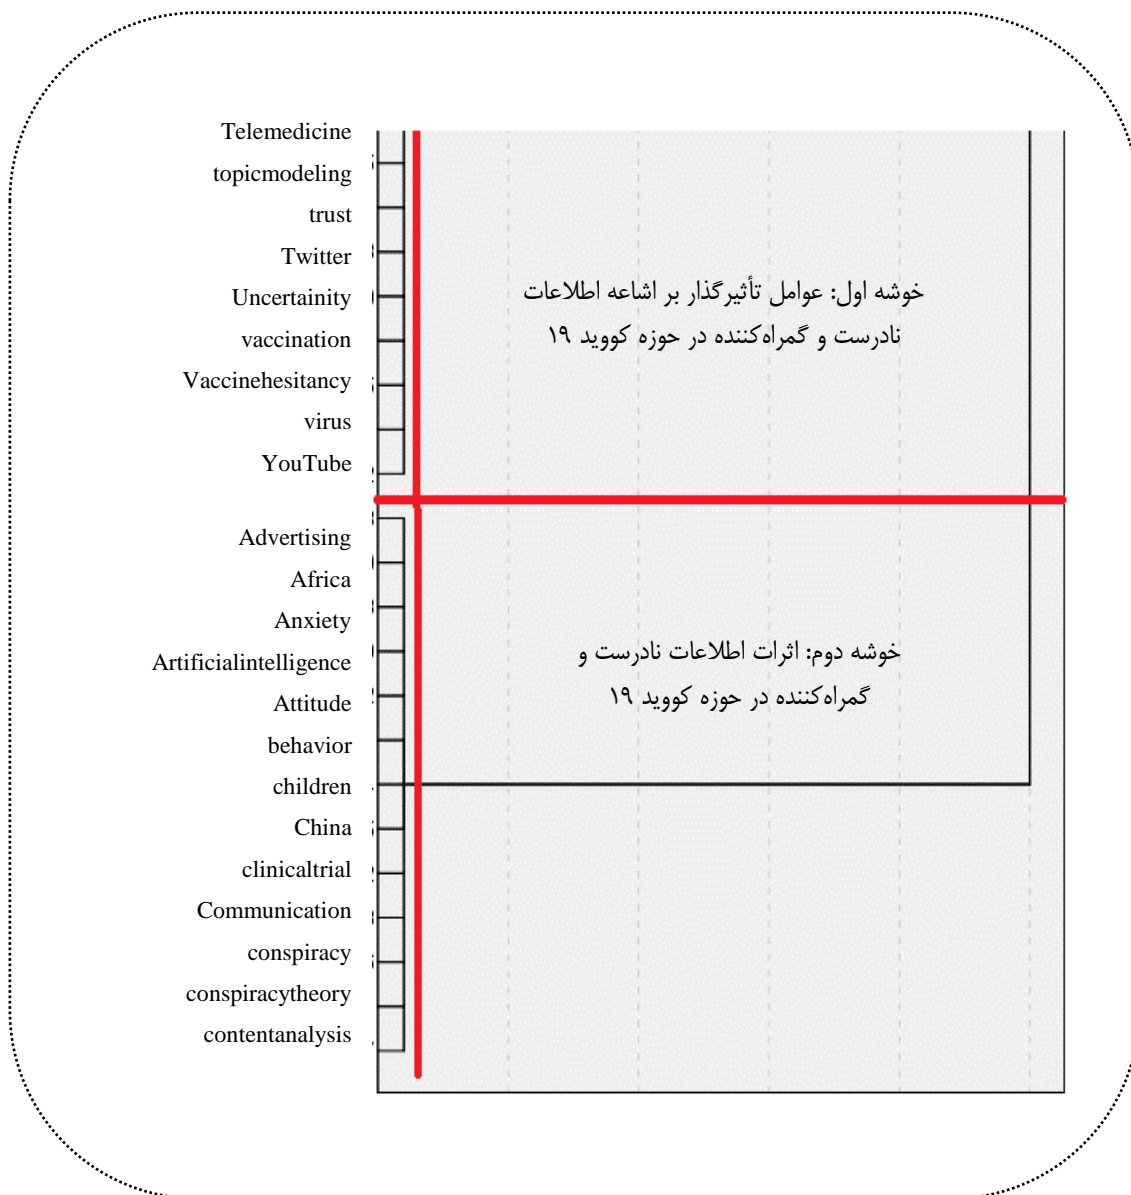 Telemedicine
topicmodeling
trust
Twitter
Uncertainity
vaccination
Vaccinehesitancy
virus
YouTube
خوشه اول: عوامل تأثیرگذار بر اشاعه اطلاعات
نادرست و گمراه‌کننده در حوزه کووید ۱۹
Advertising
Africa
Anxiety
Artificialintelligence
Attitude
behavior
children
China
clinicaltrial
Communication
conspiracy
conspiracytheory
contentanalysis
خوشه دوم: اثرات اطلاعات نادرست و
گمراه‌کننده در حوزه کووید ۱۹